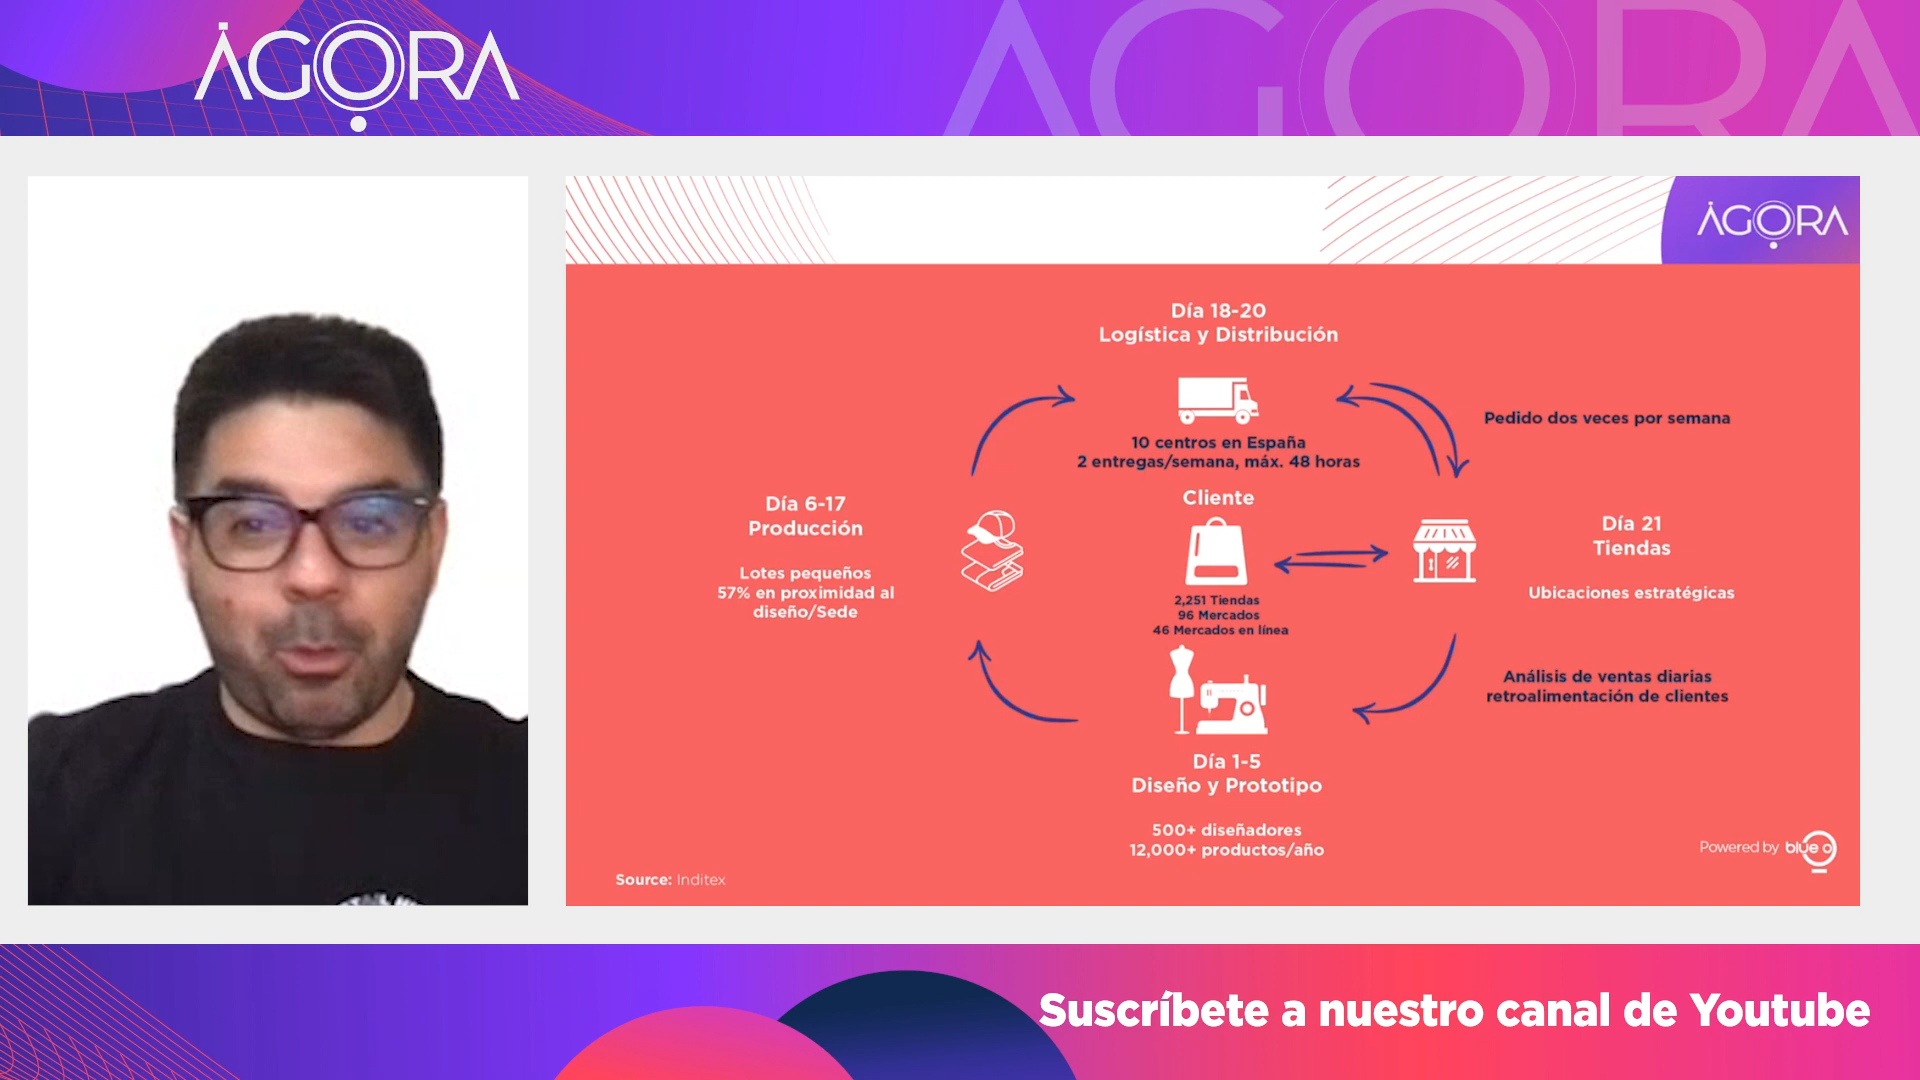 ÁGORA
ÁGORA
ÁGORA
Día 18-20
Logística y Distribución
10 centros en España
2 entregas/semana, máx. 48 horas
Pedido dos veces por semana
Cliente
2,251 Tiendas
96 Mercados
46 Mercados en línea
Día 6-17
Producción
Lotes pequeños
57% en proximidad al
diseño/Sede
Día 21
Tiendas
Ubicaciones estratégicas
Análisis de ventas diarias
retroalimentación de clientes
Día 1-5
Diseño y Prototipo
500+ diseñadores
12,000+ productos/año
Source: Inditex
Powered by blue o
Suscríbete a nuestro canal de Youtube